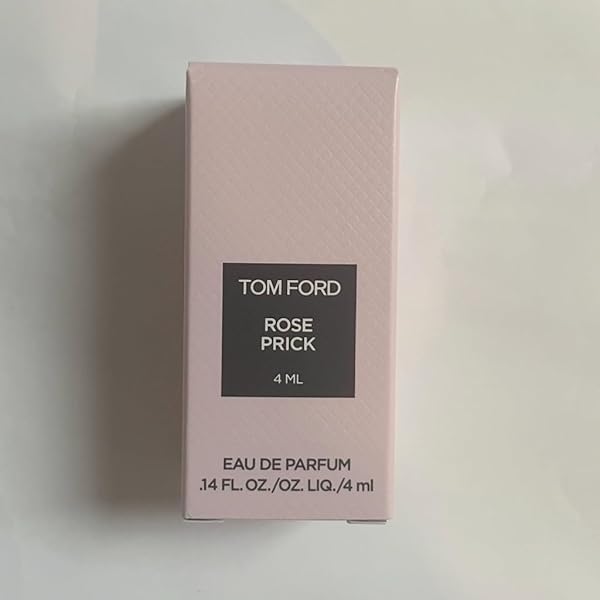 TOM FORD
ROSE
PRICK
4 ML
EAU DE PARFUM
.14 FL. OZ./OZ. LIQ./4 ml